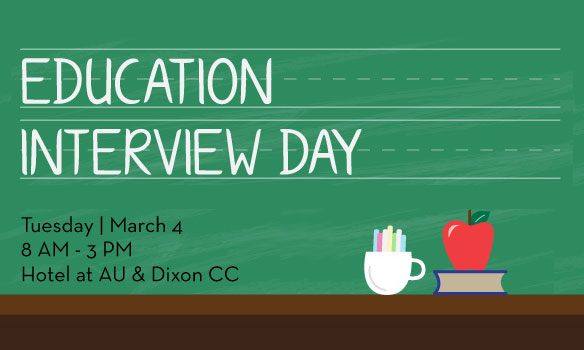 EDUCATION
INTERVIEW DAY
Tuesday | March 4
8 AM - 3 PM
Hotel at AU & Dixon CC